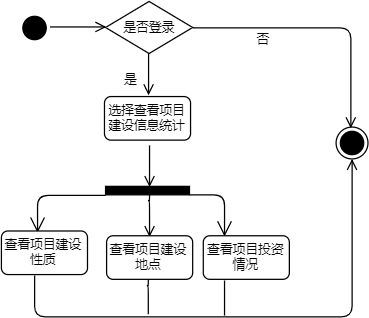 是否登录
否
是
选择查看项目
建设信息统计
查看项目建设
性质
查看项目建设
地点
查看项目投资
情况